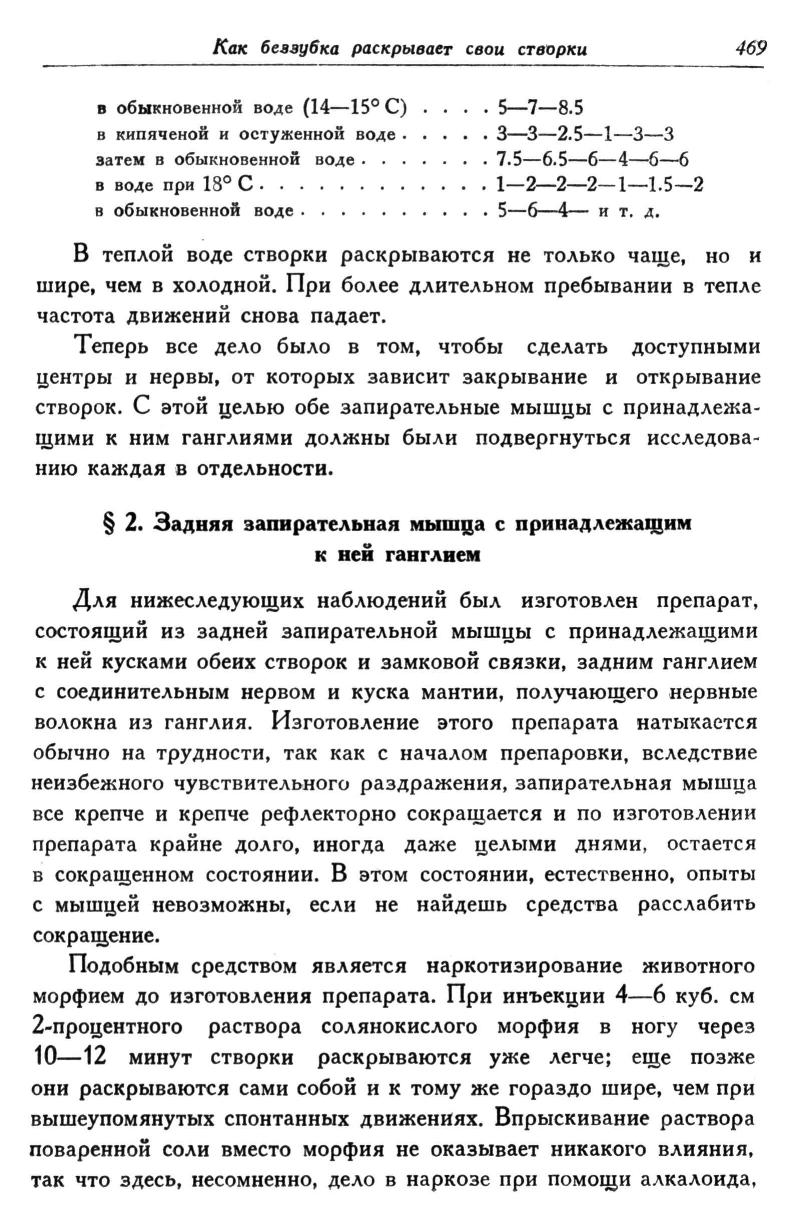 Как беззубка раскрывает свои створки 469
в обыкновенной воде (14—15° С) . . . . 5—7—8.5
в кипяченой и остуженной воде . . . . . 3—3—2.5—1—3—3
затем в обыкновенной воде . . . . . . . 7.5—6.5—6—4—6—6
в воде при 18° С . . . . . . . . . . . . 1—2—2—2—1—1.5—2
в обыкновенной воде . . . . . . . . . . 5—6—4— и т. д.
В теплой воде створки раскрываются не только чаще, но и
шире, чем в холодной. При более длительном пребывании в тепле
частота движений снова падает.
Теперь все дело было в том, чтобы сделать доступными
центры и нервы, от которых зависит закрывание и открывание
створок. С этой целью обе запирательные мышцы с принадлежа-
щими к ним ганглиями должны были подвергнуться исследова-
нию каждая в отдельности.
§ 2. Задняя запирательная мышца с принадлежащим
к ней ганглием
Для нижеследующих наблюдений был изготовлен препарат,
состоящий из задней запирательной мышцы с принадлежащими
к ней кусками обеих створок и замковой связки, задним ганглием
с соединительным нервом и куска мантии, получающего нервные
волокна из ганглия. Изготовление этого препарата натыкается
обычно на трудности, так как с началом препаровки, вследствие
неизбежного чувствительного раздражения, запирательная мышца
все крепче и крепче рефлекторно сокращается и по изготовлении
препарата крайне долго, иногда даже целыми днями, остается
в сокращенном состоянии. В этом состоянии, естественно, опыты
с мышцей невозможны, если не найдешь средства расслабить
сокращение.
Подобным средством является наркотизирование животного
морфием до изготовления препарата. При инъекции 4—6 куб. см
2-процентного раствора солянокислого морфия в ногу через
10—12 минут створки раскрываются уже легче; еще позже
они раскрываются сами собой и к тому же гораздо шире, чем при
вышеупомянутых спонтанных движениях. Впрыскивание раствора
поваренной соли вместо морфия не оказывает никакого влияния,
так что здесь, несомненно, дело в наркозе при помощи алкалоида,